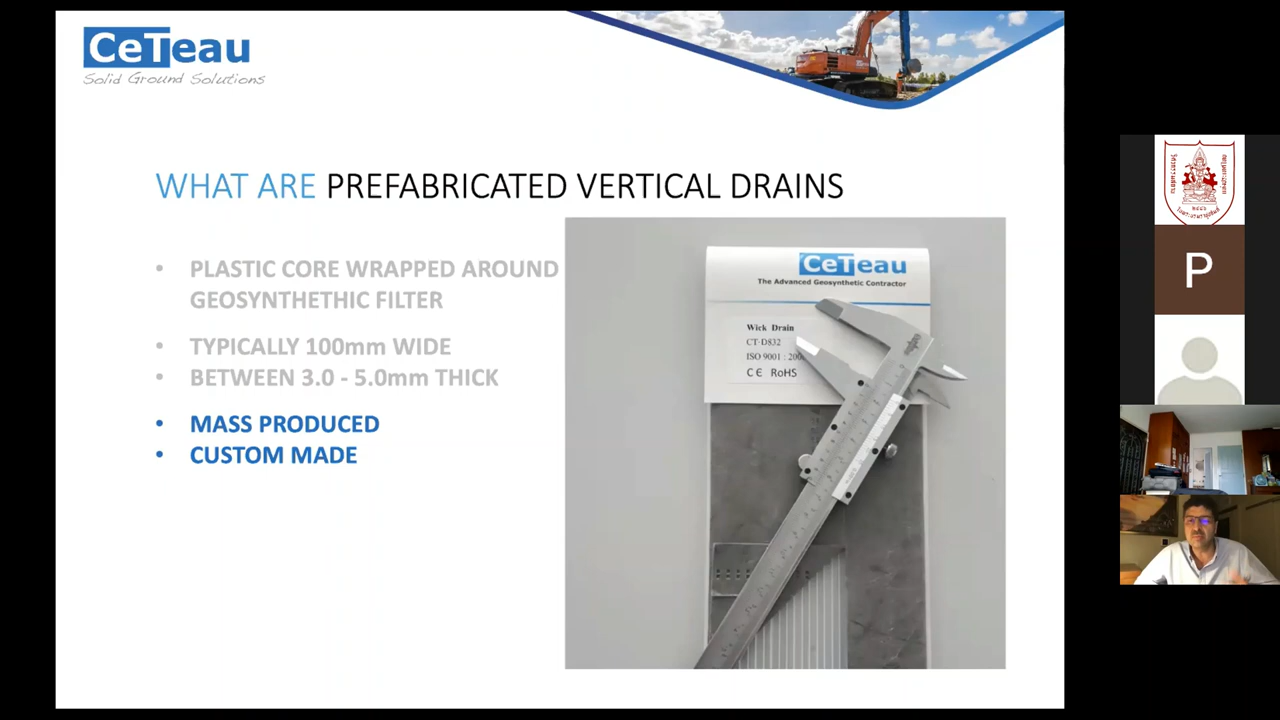 CeTeau
Solid Ground Solutions
WHAT ARE PREFABRICATED VERTICAL DRAINS
• PLASTIC CORE WRAPPED AROUND
GEOSYNTHETHIC FILTER
• TYPICALLY 100mm WIDE
• BETWEEN 3.0 - 5.0mm THICK
• MASS PRODUCED
• CUSTOM MADE
CeTeau
The Advanced Geosynthetic Contractor
Wick Drain
CT-D832
ISO 9001 : 200
CE RoHS
P